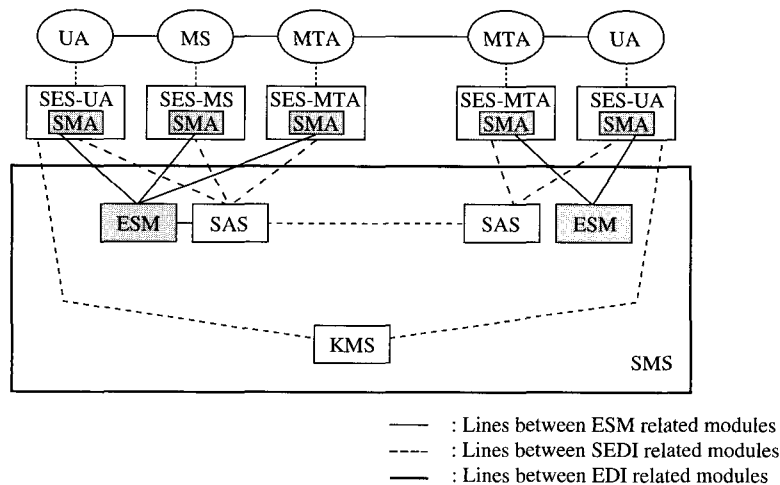 UA MS MTA MTA UA
SES-UA SES-MS SES-MTA SES-MTA SES-UA
SMA SMA SMA SMA SMA
ESM SAS SAS ESM
KMS
SMS
: Lines between ESM related modules
: Lines between SEDI related modules
: Lines between EDI related modules